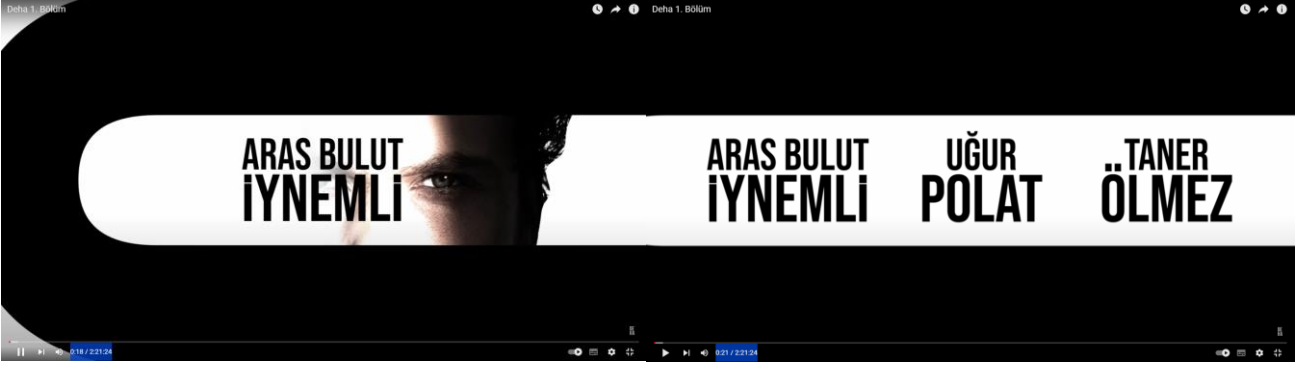 Deha 1. Bölüm
ARAS BULUT
İYNEMLİ
0:18 / 2:21:24
Deha 1. Bölüm
ARAS BULUT
İYNEMLİ
UĞUR
POLAT
TANER
ÖLMEZ
0:21 / 2:21:24